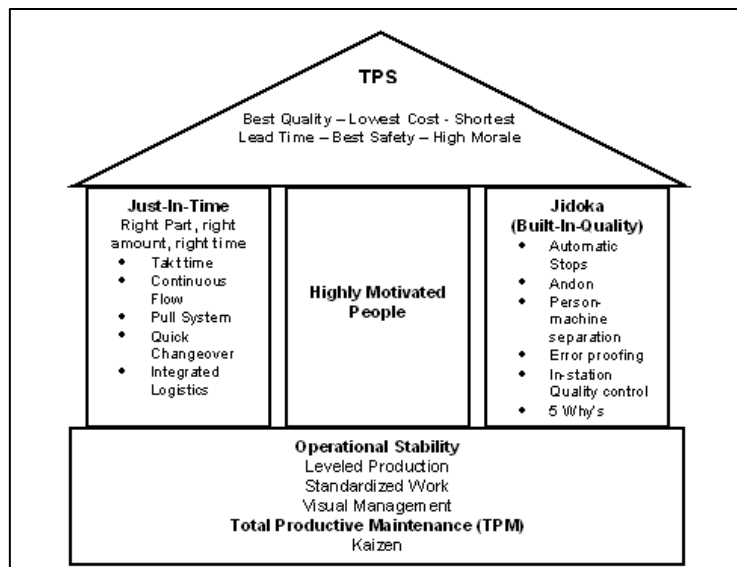 TPS
Best Quality – Lowest Cost - Shortest
Lead Time – Best Safety – High Morale
Just-In-Time
Right Part, right
amount, right time
• Takt time
• Continuous
Flow
• Pull System
• Quick
Changeover
• Integrated
Logistics
Highly Motivated
People
Jidoka
(Built-In-Quality)
• Automatic
Stops
• Andon
• Person-
machine
separation
• Error proofing
• In-station
Quality control
• 5 Why's
Operational Stability
Leveled Production
Standardized Work
Visual Management
Total Productive Maintenance (TPM)
Kaizen